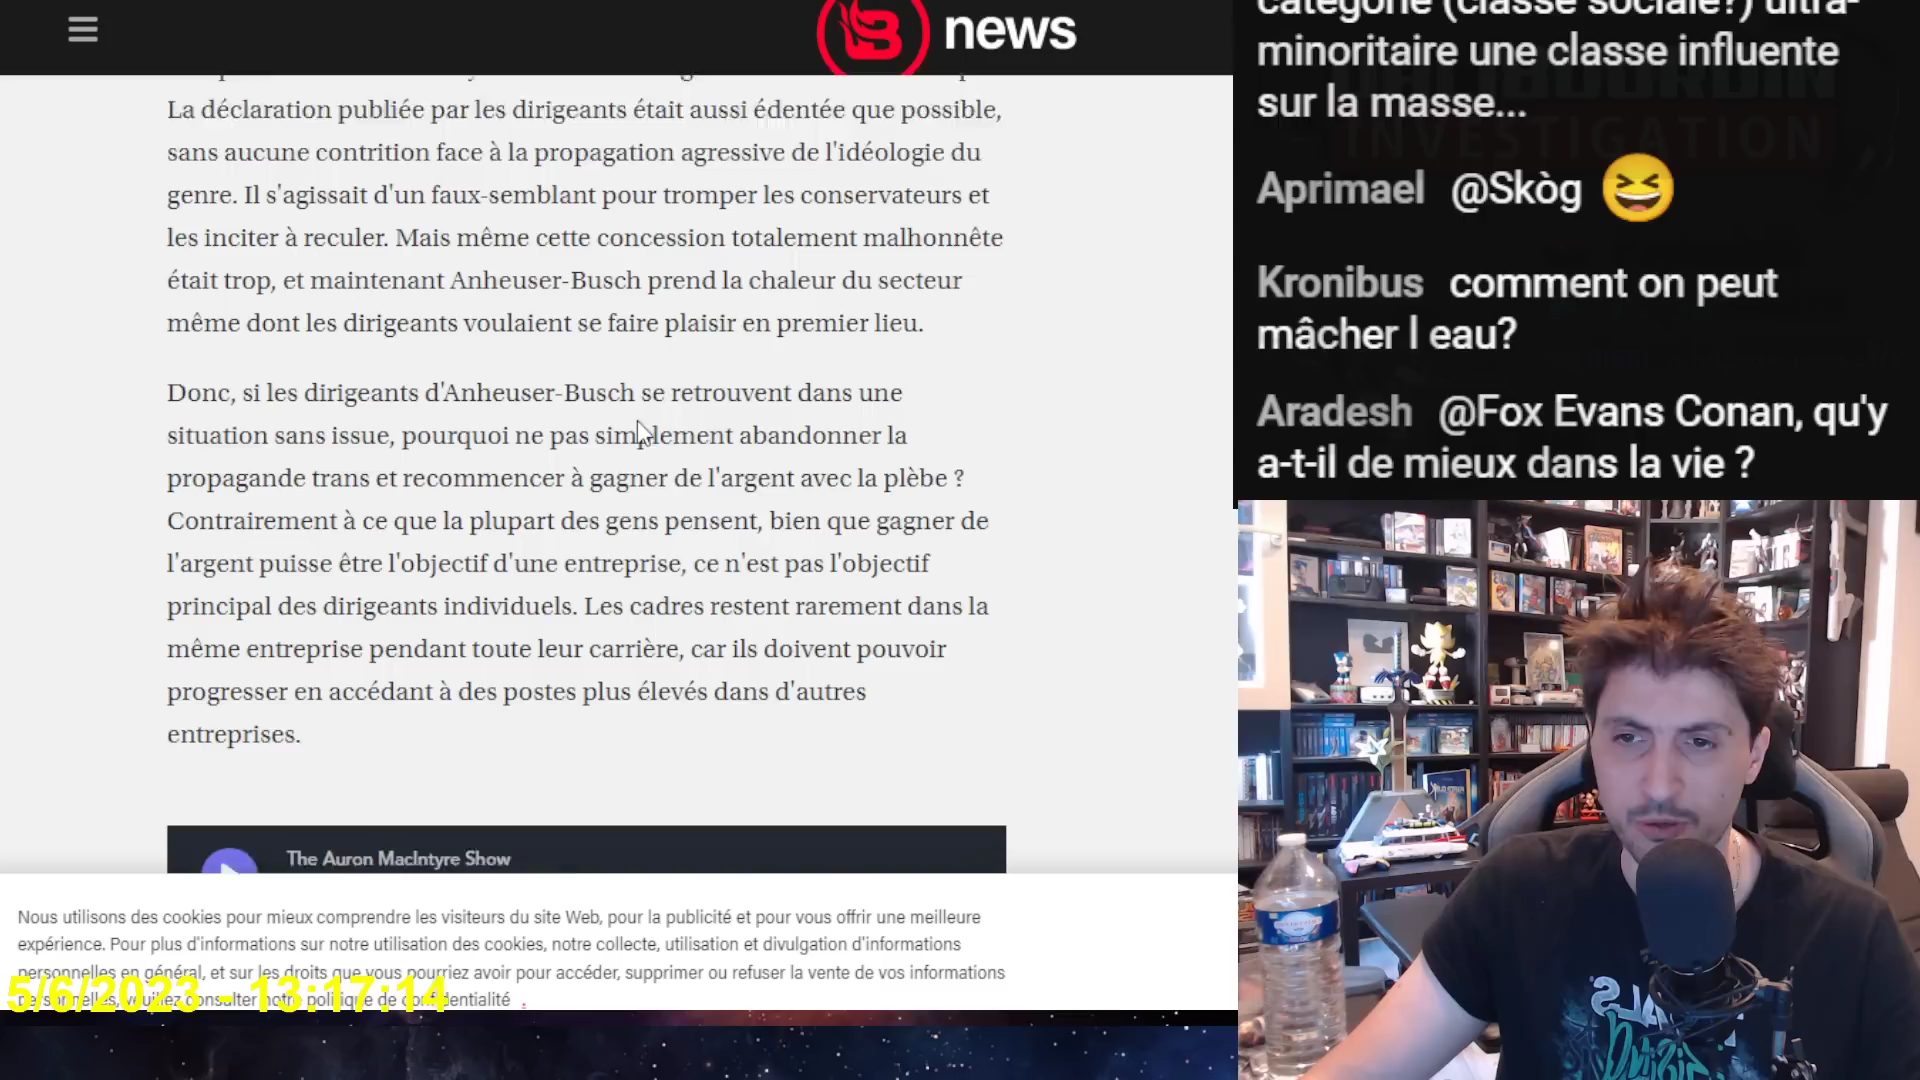 news
La déclaration publiée par les dirigeants était aussi édentée que possible,
sans aucune contrition face à la propagation agressive de l'idéologie du
genre. Il s'agissait d'un faux-semblant pour tromper les conservateurs et
les inciter à reculer. Mais même cette concession totalement malhonnête
était trop, et maintenant Anheuser-Busch prend la chaleur du secteur
même dont les dirigeants voulaient se faire plaisir en premier lieu.
Donc, si les dirigeants d'Anheuser-Busch se retrouvent dans une
situation sans issue, pourquoi ne pas simplement abandonner la
propagande trans et recommencer à gagner de l'argent avec la plèbe ?
Contrairement à ce que la plupart des gens pensent, bien que gagner de
l'argent puisse être l'objectif d'une entreprise, ce n'est pas l'objectif
principal des dirigeants individuels. Les cadres restent rarement dans la
même entreprise pendant toute leur carrière, car ils doivent pouvoir
progresser en accédant à des postes plus élevés dans d'autres
entreprises.
The Auron MacIntyre Show
Nous utilisons des cookies pour mieux comprendre les visiteurs du site Web, pour la publicité et pour vous offrir une meilleure
expérience. Pour plus d'informations sur notre utilisation des cookies, notre collecte, utilisation et divulgation d'informations
personnelles en général, et sur les droits que vous pourriez avoir pour accéder, supprimer ou refuser la vente de vos informations
personnelles, veuillez consulter notre politique de confidentialité .
5/6/2023 - 13:17:14
catégorie (classe sociale?) ultra-
minoritaire une classe influente
sur la masse...
INVESTIGATION
Aprimael @Skòg
Kronibus comment on peut
mâcher l eau?
Aradesh @Fox Evans Conan, qu'y
a-t-il de mieux dans la vie ?